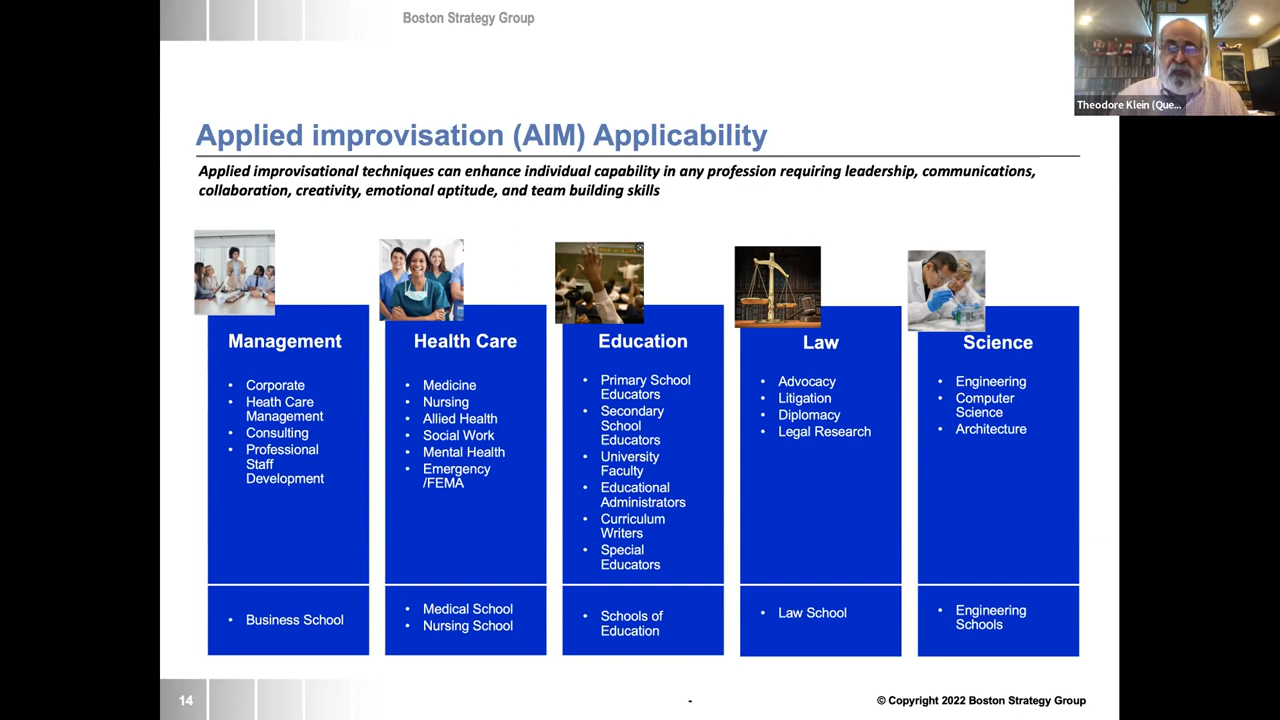 Boston Strategy Group
Theodore Klein (Que...
Applied improvisation (AIM) Applicability
Applied improvisational techniques can enhance individual capability in any profession requiring leadership, communications,
collaboration, creativity, emotional aptitude, and team building skills
Management
• Corporate
• Heath Care
Management
• Consulting
• Professional
Staff
Development
• Business School
Health Care
• Medicine
• Nursing
• Allied Health
• Social Work
• Mental Health
• Emergency
/FEMA
• Medical School
• Nursing School
Education
• Primary School
Educators
• Secondary
School
Educators
• University
Faculty
• Educational
Administrators
• Curriculum
Writers
• Special
Educators
• Schools of
Education
Law
• Advocacy
• Litigation
• Diplomacy
• Legal Research
• Law School
Science
• Engineering
• Computer
Science
• Architecture
• Engineering
Schools
14
-
© Copyright 2022 Boston Strategy Group